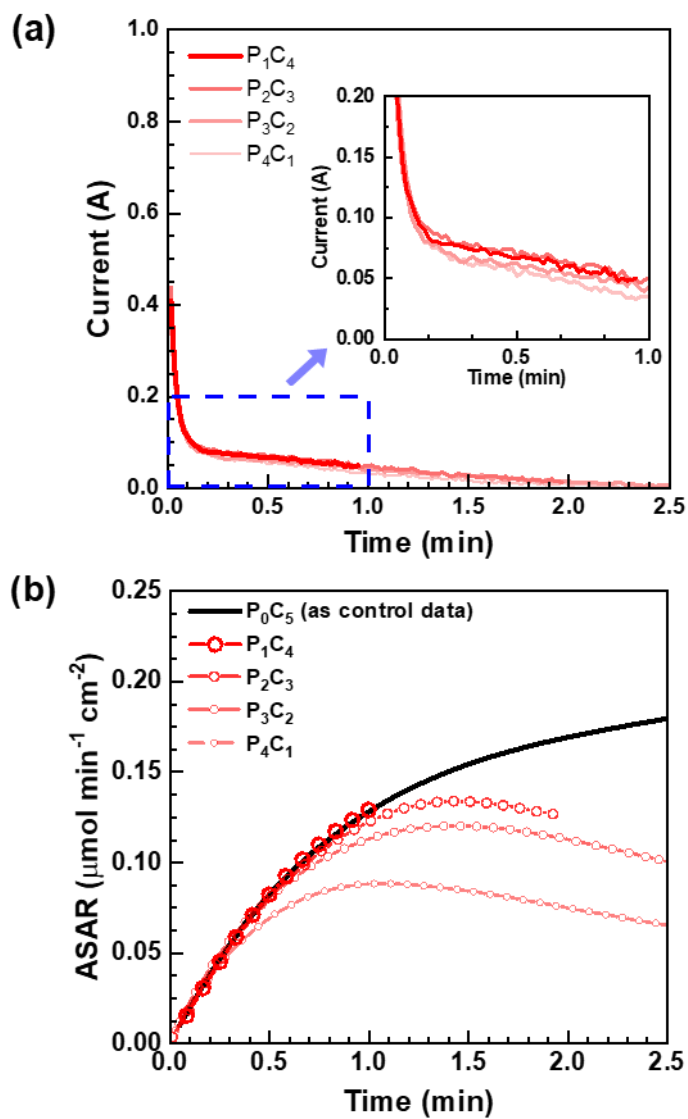 (a)
P₁C₄
P₂C₃
P₃C₂
P₄C₁
Current (A)
1.0
0.8
0.6
0.4
0.2
0.0
0.0 0.5 1.0 1.5 2.0 2.5
Time (min)
Current (A)
0.20
0.15
0.10
0.05
0.00
0.0 0.5 1.0
Time (min)
(b)
P₀C₅ (as control data)
P₁C₄
P₂C₃
P₃C₂
P₄C₁
ASAR (μmol min⁻¹ cm⁻²)
0.25
0.20
0.15
0.10
0.05
0.00
0.0 0.5 1.0 1.5 2.0 2.5
Time (min)